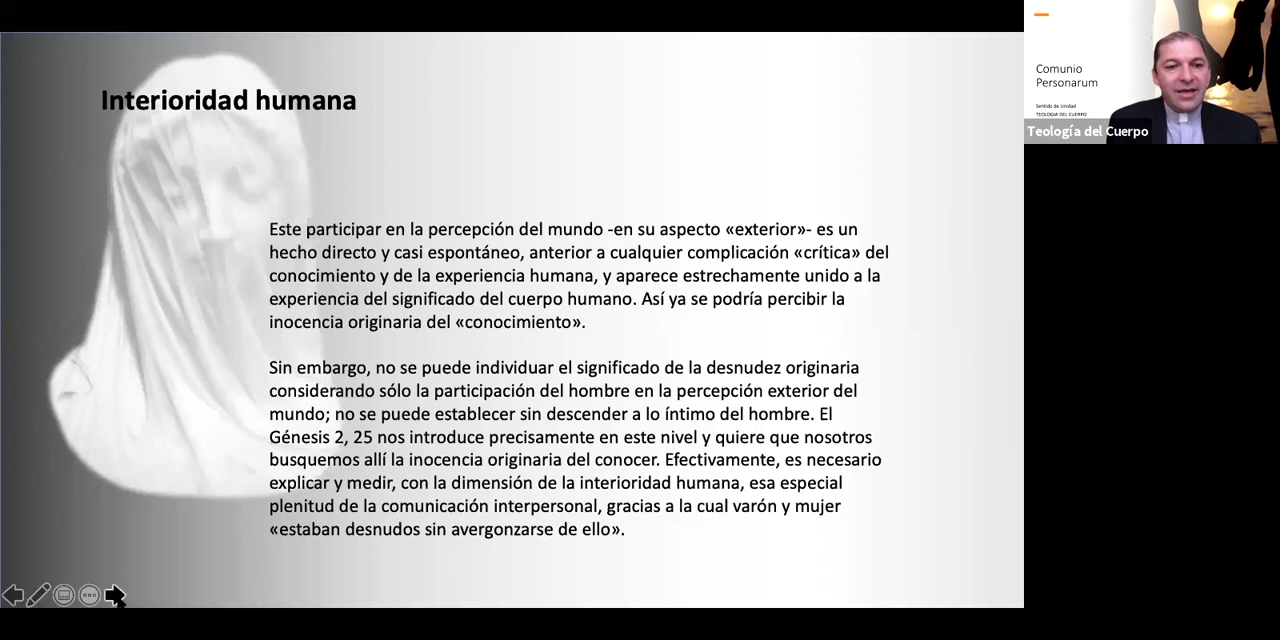 Interioridad humana
Este participar en la percepción del mundo -en su aspecto «exterior»- es un
hecho directo y casi espontáneo, anterior a cualquier complicación «crítica» del
conocimiento y de la experiencia humana, y aparece estrechamente unido a la
experiencia del significado del cuerpo humano. Así ya se podría percibir la
inocencia originaria del «conocimiento».
Sin embargo, no se puede individuar el significado de la desnudez originaria
considerando sólo la participación del hombre en la percepción exterior del
mundo; no se puede establecer sin descender a lo íntimo del hombre. El
Génesis 2, 25 nos introduce precisamente en este nivel y quiere que nosotros
busquemos allí la inocencia originaria del conocer. Efectivamente, es necesario
explicar y medir, con la dimensión de la interioridad humana, esa especial
plenitud de la comunicación interpersonal, gracias a la cual varón y mujer
«estaban desnudos sin avergonzarse de ello».
Comunio
Personarum
Sentido de Unidad
TEOLOGIA DEL CUERPO
Teología del Cuerpo